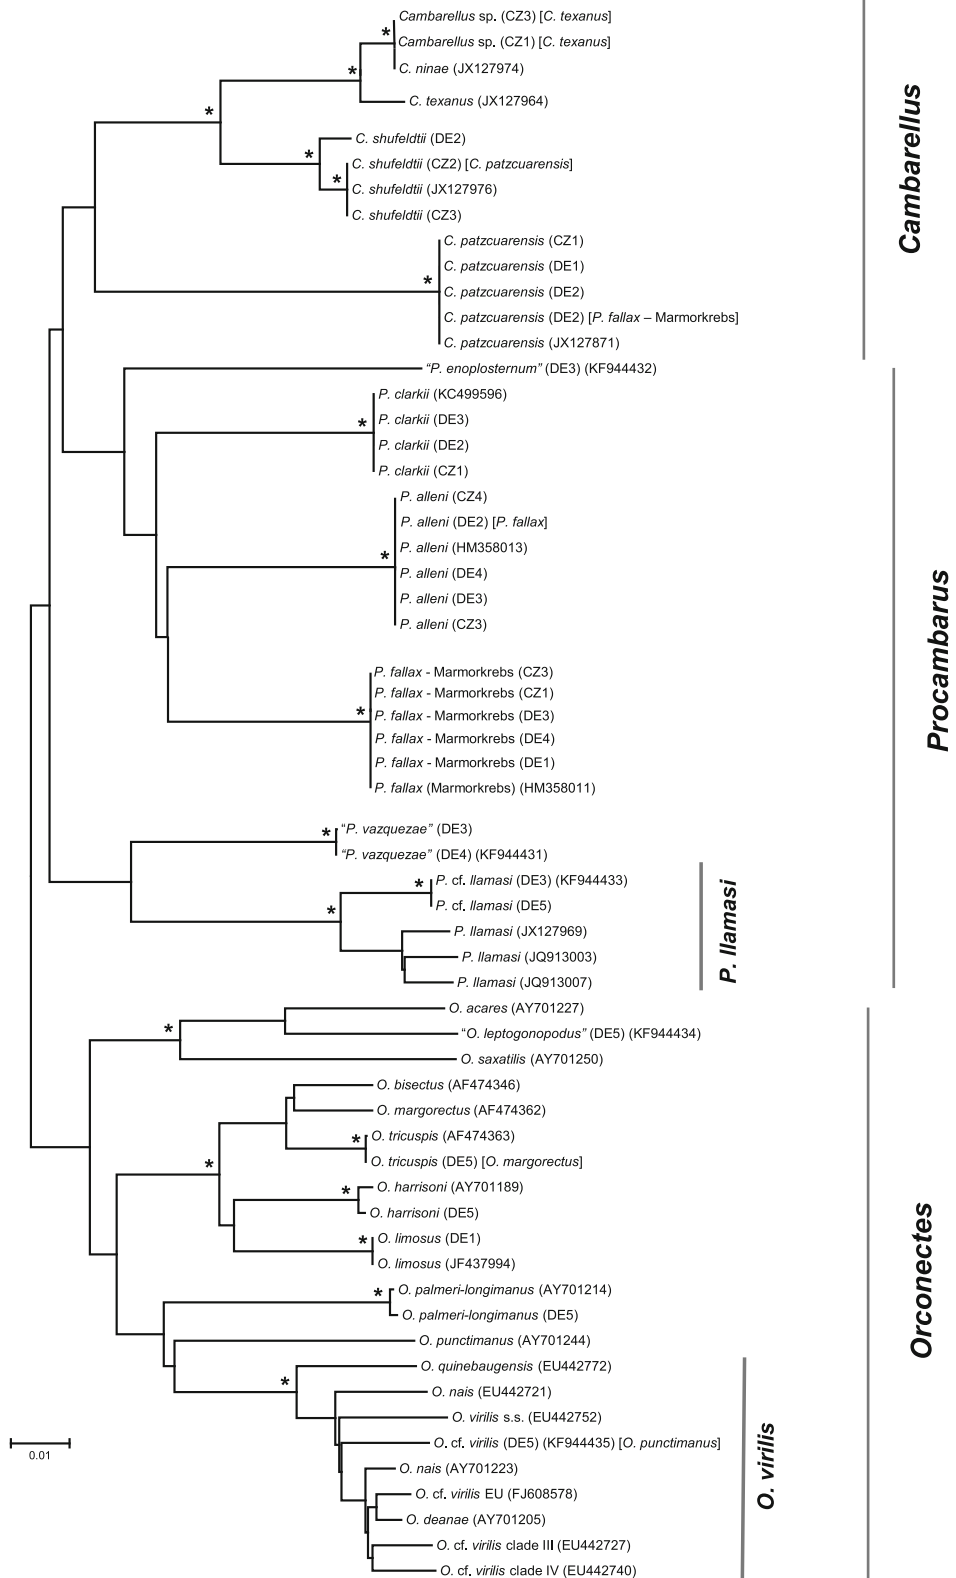 Cambarellus sp. (CZ3) [C. texanus]
Cambarellus sp. (CZ1) [C. texanus]
C. ninae (JX127974)
C. texanus (JX127964)
C. shufeldtii (DE2)
C. shufeldtii (CZ2) [C. patzcuarensis]
C. shufeldtii (JX127976)
C. shufeldtii (CZ3)
C. patzcuarensis (CZ1)
C. patzcuarensis (DE1)
C. patzcuarensis (DE2)
C. patzcuarensis (DE2) [P. fallax – Marmorkrebs]
C. patzcuarensis (JX127871)
Cambarellus
“P. enoplosternum” (DE3) (KF944432)
P. clarkii (KC499596)
P. clarkii (DE3)
P. clarkii (DE2)
P. clarkii (CZ1)
P. alleni (CZ4)
P. alleni (DE2) [P. fallax]
P. alleni (HM358013)
P. alleni (DE4)
P. alleni (DE3)
P. alleni (CZ3)
P. fallax - Marmorkrebs (CZ3)
P. fallax - Marmorkrebs (CZ1)
P. fallax - Marmorkrebs (DE3)
P. fallax - Marmorkrebs (DE4)
P. fallax - Marmorkrebs (DE1)
P. fallax (Marmorkrebs) (HM358011)
“P. vazquezae” (DE3)
“P. vazquezae” (DE4) (KF944431)
P. cf. llamasi (DE3) (KF944433)
P. cf. llamasi (DE5)
P. llamasi (JX127969)
P. llamasi (JQ913003)
P. llamasi (JQ913007)
P. llamasi
Procambarus
O. acares (AY701227)
“O. leptogonopodus” (DE5) (KF944434)
O. saxatilis (AY701250)
O. bisectus (AF474346)
O. margorectus (AF474362)
O. tricuspis (AF474363)
O. tricuspis (DE5) [O. margorectus]
O. harrisoni (AY701189)
O. harrisoni (DE5)
O. limosus (DE1)
O. limosus (JF437994)
O. palmeri-longimanus (AY701214)
O. palmeri-longimanus (DE5)
O. punctimanus (AY701244)
O. quinebaugensis (EU442772)
O. nais (EU442721)
O. virilis s.s. (EU442752)
O. cf. virilis (DE5) (KF944435) [O. punctimanus]
O. nais (AY701223)
O. cf. virilis EU (FJ608578)
O. deanae (AY701205)
O. cf. virilis clade III (EU442727)
O. cf. virilis clade IV (EU442740)
O. virilis
Orconectes
0.01